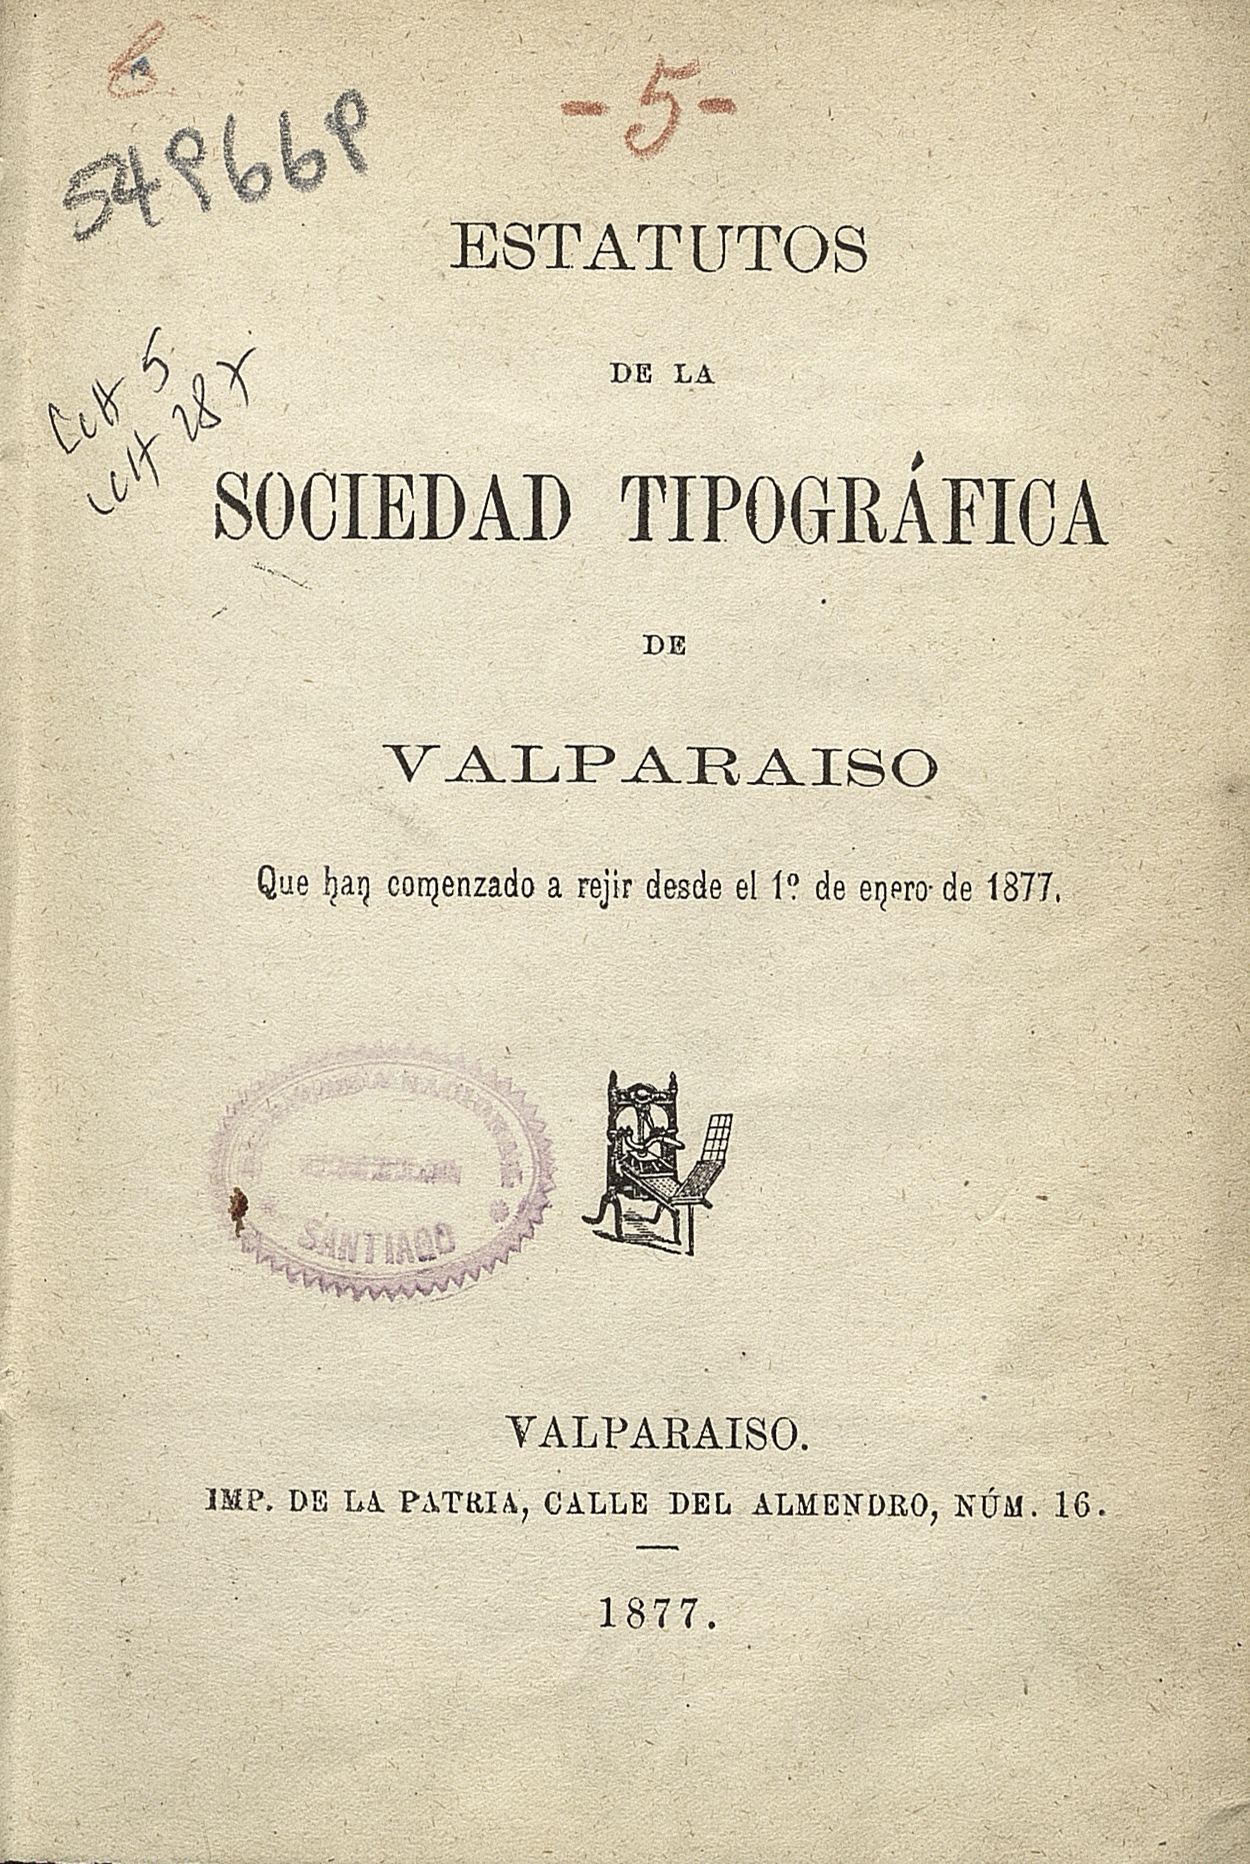 - 5 -
ESTATUTOS
DE LA
SOCIEDAD TIPOGRÁFICA
DE
VALPARAISO
Que han comenzado a rejir desde el 1º de enero de 1877.
NACIONAL
SANTIAGO
VALPARAISO.
IMP. DE LA PATRIA, CALLE DEL ALMENDRO, NÚM. 16.
1877.